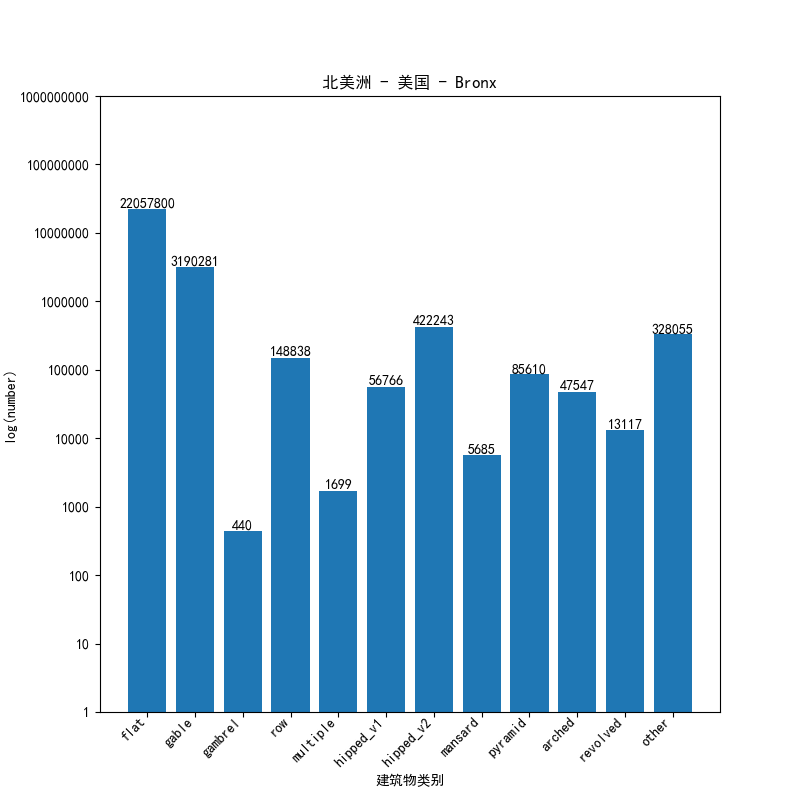 北美洲 - 美国 - Bronx
1000000000
100000000
10000000
1000000
100000
10000
1000
100
10
1
log(number)
22057800
3190281
440
148838
1699
56766
422243
5685
85610
47547
13117
328055
flat
gable
gambrel
row
multiple
hipped_v1
hipped_v2
mansard
pyramid
arched
revolved
other
建筑物类别